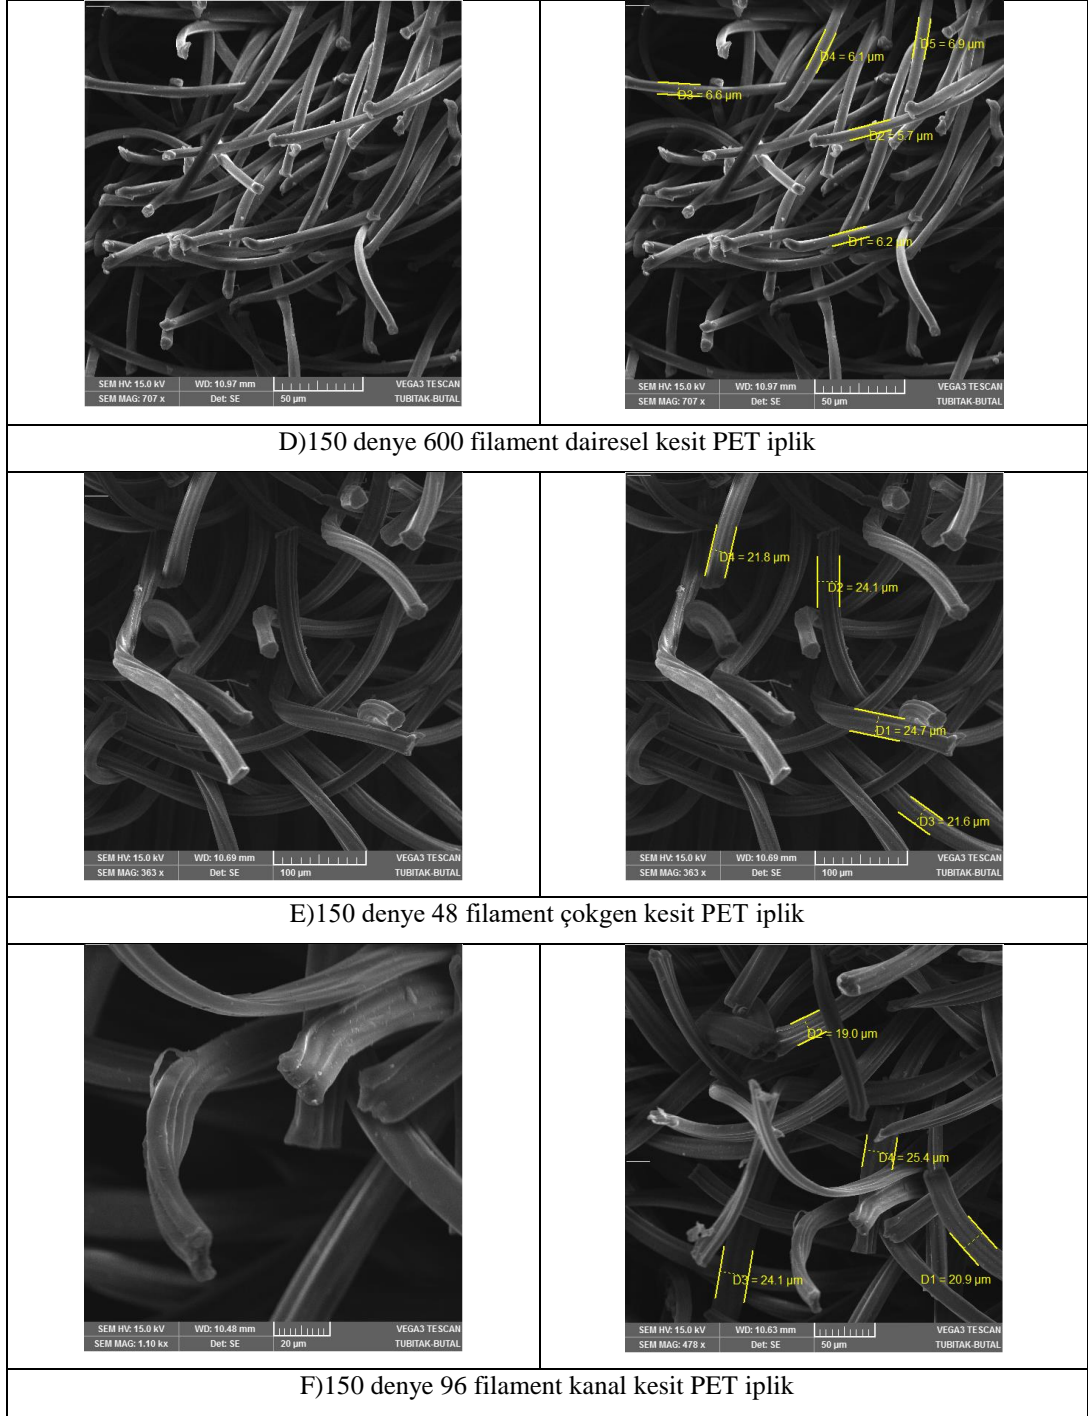 SEM HV: 15.0 kV WD: 10.97 mm VEGA3 TESCAN
SEM MAG: 707 x Det: SE 50 µm TUBITAK-BUTAL
D4 = 6.1 µm
D5 = 6.9 µm
D3 = 6.6 µm
D2 = 5.7 µm
D1 = 6.2 µm
SEM HV: 15.0 kV WD: 10.97 mm VEGA3 TESCAN
SEM MAG: 707 x Det: SE 50 µm TUBITAK-BUTAL
D)150 denye 600 filament dairesel kesit PET iplik
SEM HV: 15.0 kV WD: 10.69 mm VEGA3 TESCAN
SEM MAG: 363 x Det: SE 100 µm TUBITAK-BUTAL
D4 = 21.8 µm
D2 = 24.1 µm
D1 = 24.7 µm
D3 = 21.6 µm
SEM HV: 15.0 kV WD: 10.69 mm VEGA3 TESCAN
SEM MAG: 363 x Det: SE 100 µm TUBITAK-BUTAL
E)150 denye 48 filament çokgen kesit PET iplik
SEM HV: 15.0 kV WD: 10.48 mm VEGA3 TESCAN
SEM MAG: 1.10 kx Det: SE 20 µm TUBITAK-BUTAL
D2 = 19.0 µm
D4 = 25.4 µm
D3 = 24.1 µm
D1 = 20.9 µm
SEM HV: 15.0 kV WD: 10.63 mm VEGA3 TESCAN
SEM MAG: 478 x Det: SE 50 µm TUBITAK-BUTAL
F)150 denye 96 filament kanal kesit PET iplik